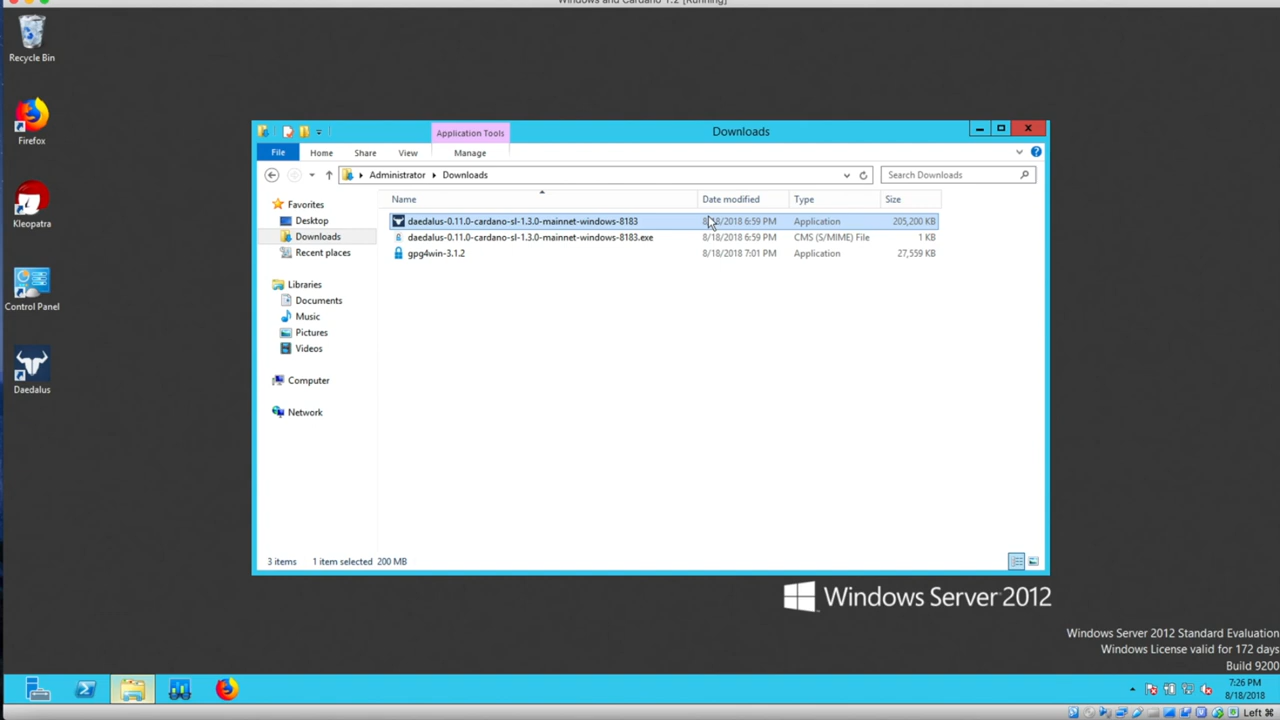 Windows and Cardano 1.2 [Running]
Recycle Bin
Firefox
Kleopatra
Control Panel
Daedalus
Application Tools
Downloads
File
Home
Share
View
Manage
Administrator
Downloads
Search Downloads
Name
Date modified
Type
Size
Favorites
Desktop
Downloads
Recent places
Libraries
Documents
Music
Pictures
Videos
Computer
Network
daedalus-0.11.0-cardano-sl-1.3.0-mainnet-windows-8183
8/18/2018 6:59 PM
Application
205,200 KB
daedalus-0.11.0-cardano-sl-1.3.0-mainnet-windows-8183.exe
8/18/2018 6:59 PM
CMS (S/MIME) File
1 KB
gpg4win-3.1.2
8/18/2018 7:01 PM
Application
27,559 KB
3 items
1 item selected 200 MB
Windows Server 2012
Windows Server 2012 Standard Evaluation
Windows License valid for 172 days
Build 9200
7:26 PM
8/18/2018
Left ⌘